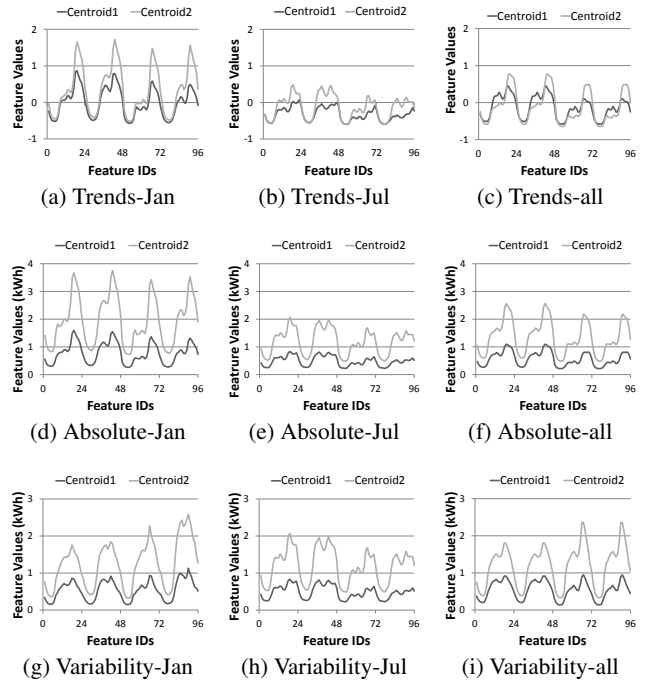 Centroid1 Centroid2
Feature Values
2
1
0
-1
0 24 48 72 96
Feature IDs
(a) Trends-Jan
Centroid1 Centroid2
Feature Values
2
1
0
-1
0 24 48 72 96
Feature IDs
(b) Trends-Jul
Centroid1 Centroid2
Feature Values
2
1
0
-1
0 24 48 72 96
Feature IDs
(c) Trends-all
Centroid1 Centroid2
Feature Values (kWh)
4
3
2
1
0
0 24 48 72 96
Feature IDs
(d) Absolute-Jan
Centroid1 Centroid2
Featrure Values (kWh)
4
3
2
1
0
0 24 48 72 96
Feature IDs
(e) Absolute-Jul
Centroid1 Centroid2
Feature Values (kWh)
4
3
2
1
0
0 24 48 72 96
Feature IDs
(f) Absolute-all
Centroid1 Centroid2
Feature Values (kWh)
3
2
1
0
0 24 48 72 96
Feature IDs
(g) Variability-Jan
Centroid1 Centroid2
Feature Values (kWh)
3
2
1
0
0 24 48 72 96
Feature IDs
(h) Variability-Jul
Centroid1 Centroid2
Feature Values (kWh)
3
2
1
0
0 24 48 72 96
Feature IDs
(i) Variability-all